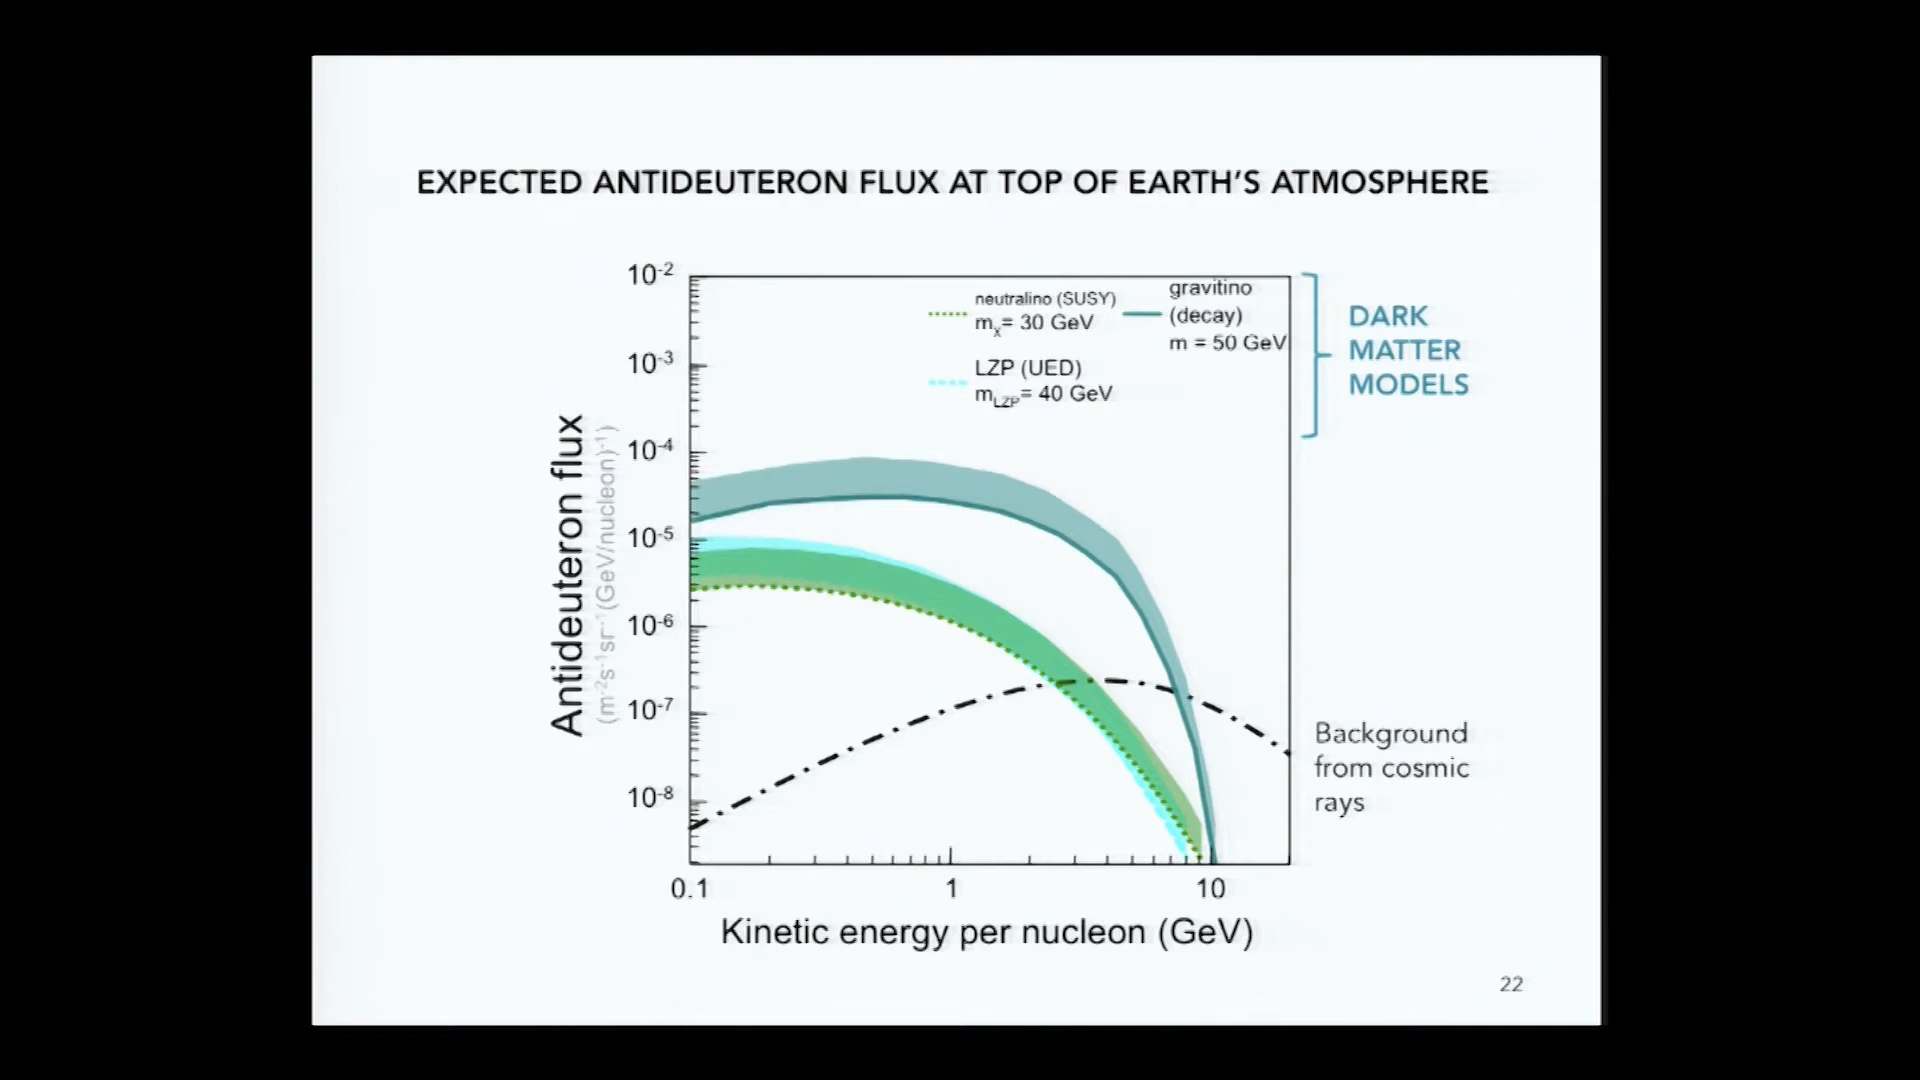 EXPECTED ANTIDEUTERON FLUX AT TOP OF EARTH'S ATMOSPHERE
10-2
10-3
10-4
10-5
10-6
10-7
10-8
Antideuteron flux
(m-2s-1sr-1(GeV/nucleon)-1)
neutralino (SUSY)
mχ= 30 GeV
gravitino
(decay)
m = 50 GeV
LZP (UED)
mLZP= 40 GeV
DARK
MATTER
MODELS
Background
from cosmic
rays
0.1
1
10
Kinetic energy per nucleon (GeV)
22